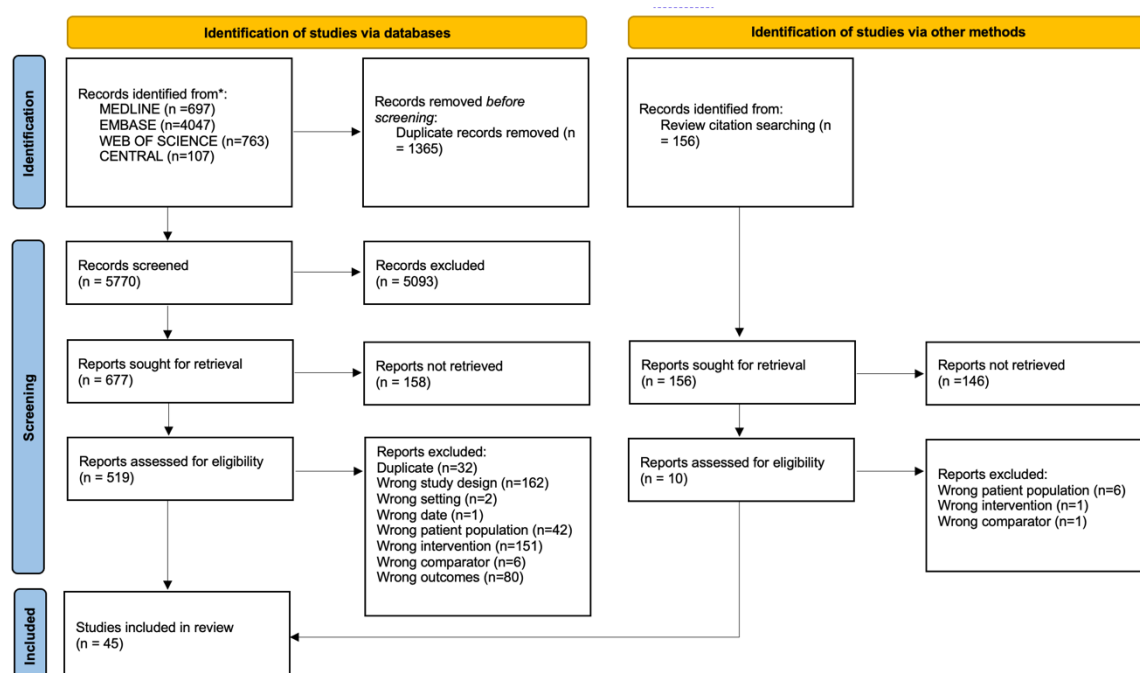 Identification of studies via databases
Identification of studies via other methods
Identification
Records identified from*:
MEDLINE (n =697)
EMBASE (n=4047)
WEB OF SCIENCE (n=763)
CENTRAL (n=107)
Records removed before
screening:
Duplicate records removed (n
= 1365)
Records identified from:
Review citation searching (n
= 156)
Screening
Records screened
(n = 5770)
Records excluded
(n = 5093)
Reports sought for retrieval
(n = 677)
Reports not retrieved
(n = 158)
Reports sought for retrieval
(n = 156)
Reports not retrieved
(n =146)
Reports assessed for eligibility
(n = 519)
Reports excluded:
Duplicate (n=32)
Wrong study design (n=162)
Wrong setting (n=2)
Wrong date (n=1)
Wrong patient population (n=42)
Wrong intervention (n=151)
Wrong comparator (n=6)
Wrong outcomes (n=80)
Reports assessed for eligibility
(n = 10)
Reports excluded:
Wrong patient population (n=6)
Wrong intervention (n=1)
Wrong comparator (n=1)
Included
Studies included in review
(n = 45)